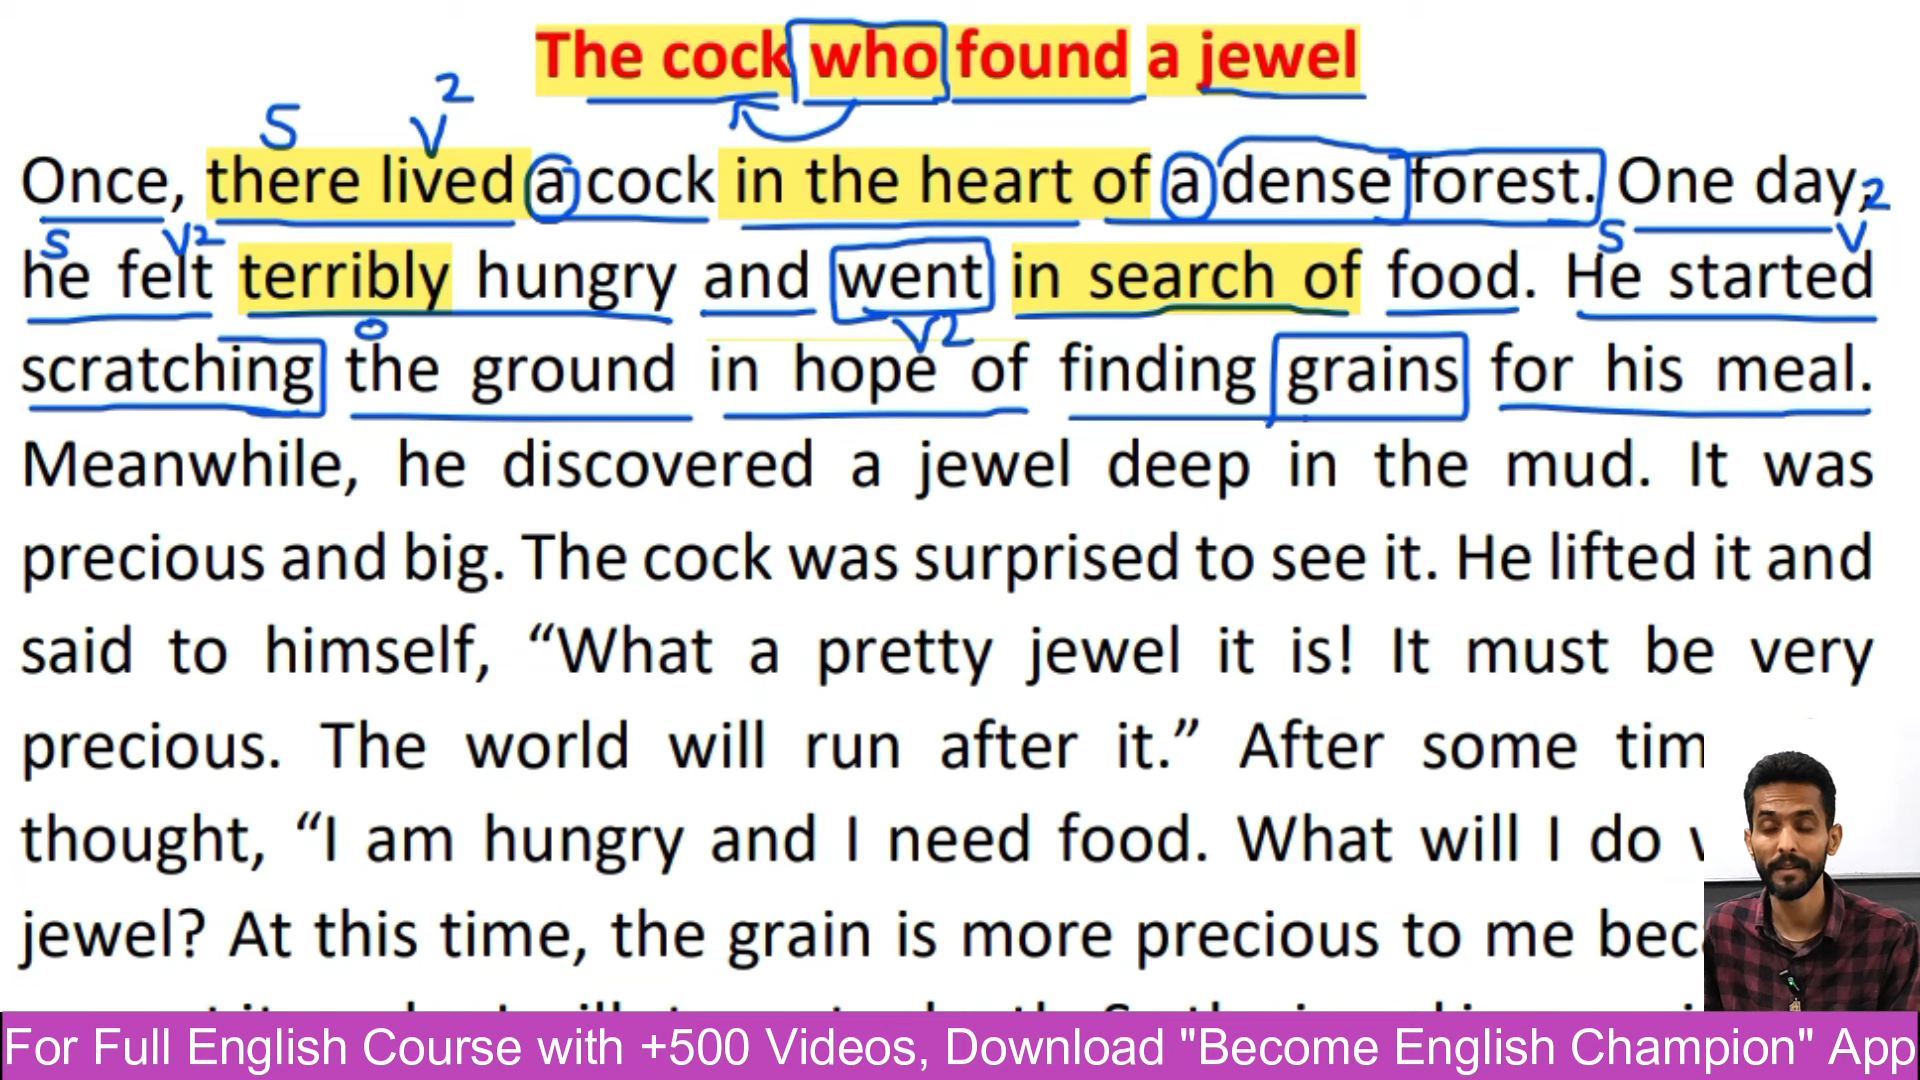 The cock who found a jewel
S V 2
Once, there lived a cock in the heart of a dense forest. One day,
S V2 S V 2
he felt terribly hungry and went in search of food. He started
O V2
scratching the ground in hope of finding grains for his meal.
Meanwhile, he discovered a jewel deep in the mud. It was
precious and big. The cock was surprised to see it. He lifted it and
said to himself, “What a pretty jewel it is! It must be very
precious. The world will run after it.” After some
thought, “I am hungry and I need food. What will I do
jewel? At this time, the grain is more precious to me
For Full English Course with +500 Videos, Download "Become English Champion" App